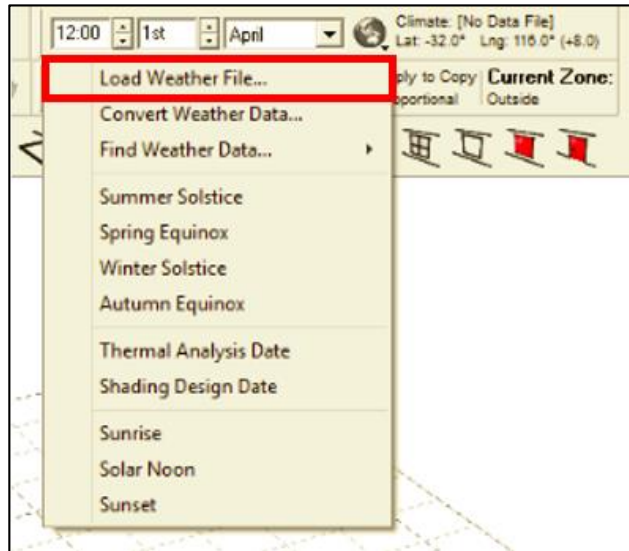 12:00 1st April
Climate: [No Data File]
Lat: -32.0° Lng: 116.0° (+8.0)
ply to Copy
Current Zone:
oportional
Outside
Load Weather File...
Convert Weather Data...
Find Weather Data...
Summer Solstice
Spring Equinox
Winter Solstice
Autumn Equinox
Thermal Analysis Date
Shading Design Date
Sunrise
Solar Noon
Sunset